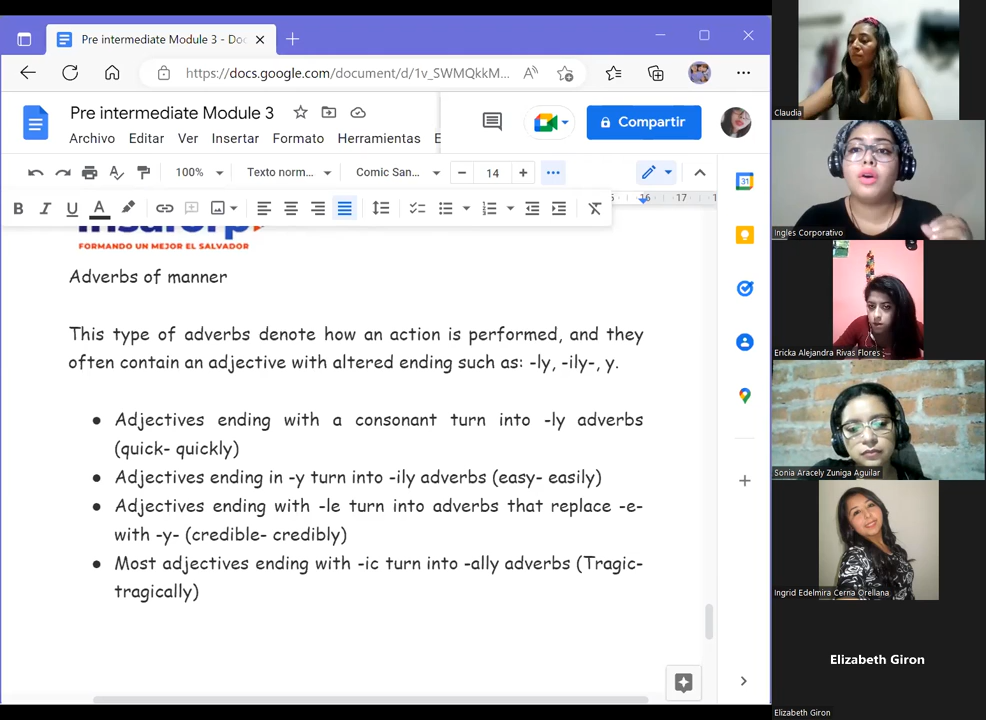 Pre intermediate Module 3 - Doc
https://docs.google.com/document/d/1v_SWMQkkM...
Pre intermediate Module 3
Archivo Editar Ver Insertar Formato Herramientas E
Compartir
100% Texto norm... Comic San... 14
16 17
FORMANDO UN MEJOR EL SALVADOR
Adverbs of manner
This type of adverbs denote how an action is performed, and they
often contain an adjective with altered ending such as: -ly, -ily-, y.
● Adjectives ending with a consonant turn into -ly adverbs
(quick- quickly)
● Adjectives ending in -y turn into -ily adverbs (easy- easily)
● Adjectives ending with -le turn into adverbs that replace -e-
with -y- (credible- credibly)
● Most adjectives ending with -ic turn into -ally adverbs (Tragic-
tragically)
Claudia
Ingles Corporativo
Ericka Alejandra Rivas Flores
Sonia Aracely Zuniga Aguilar
Ingrid Edelmira Cerna Orellana
Elizabeth Giron
Elizabeth Giron